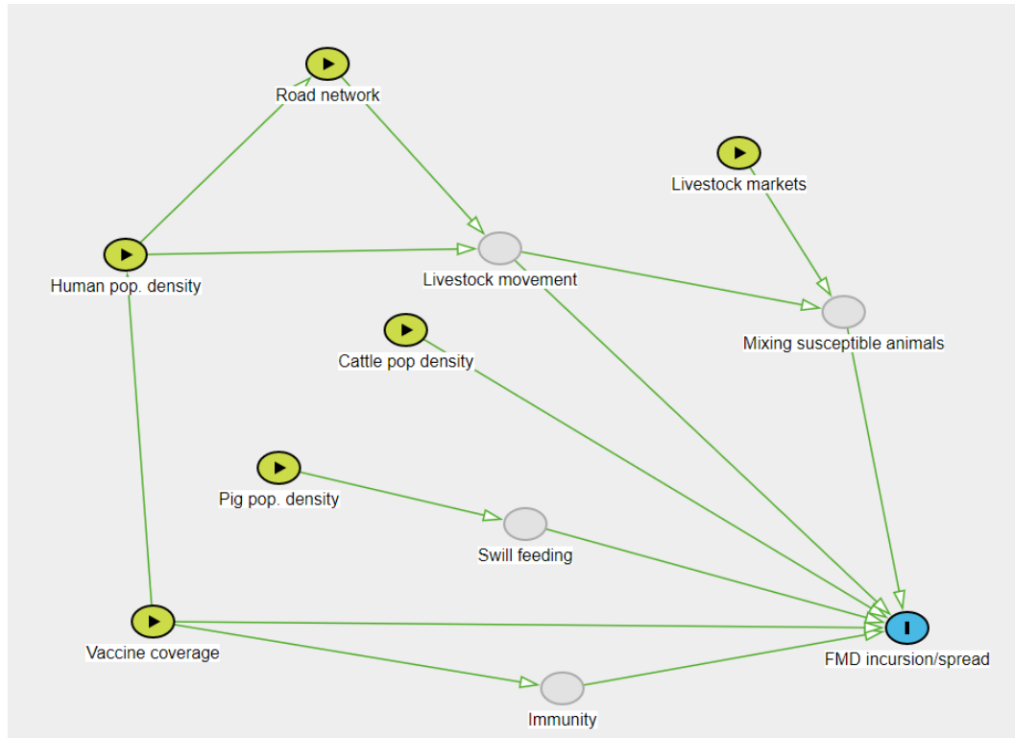 Road network
Livestock markets
Human pop. density
Livestock movement
Mixing susceptible animals
Cattle pop density
Pig pop. density
Swill feeding
Vaccine coverage
FMD incursion/spread
Immunity